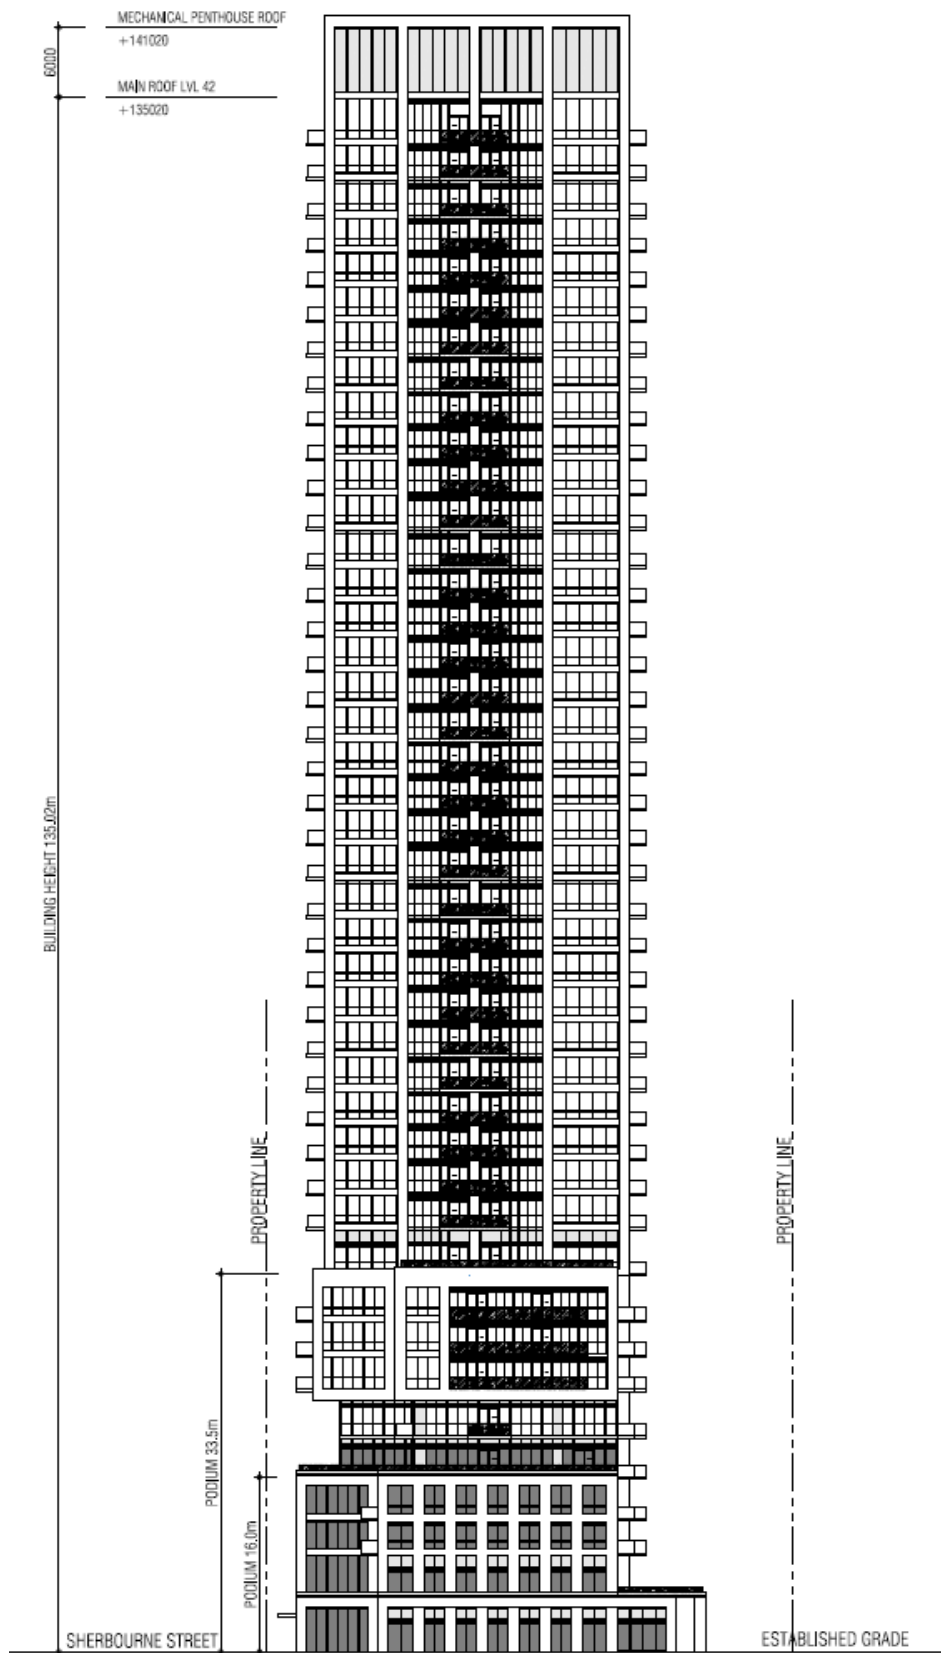 MECHANICAL PENTHOUSE ROOF
+141020
6000
MAIN ROOF LVL 42
+135020
BUILDING HEIGHT 135.02m
PROPERTY LINE
PROPERTY LINE
PODIUM 33.5m
PODIUM 16.0m
SHERBOURNE STREET
ESTABLISHED GRADE